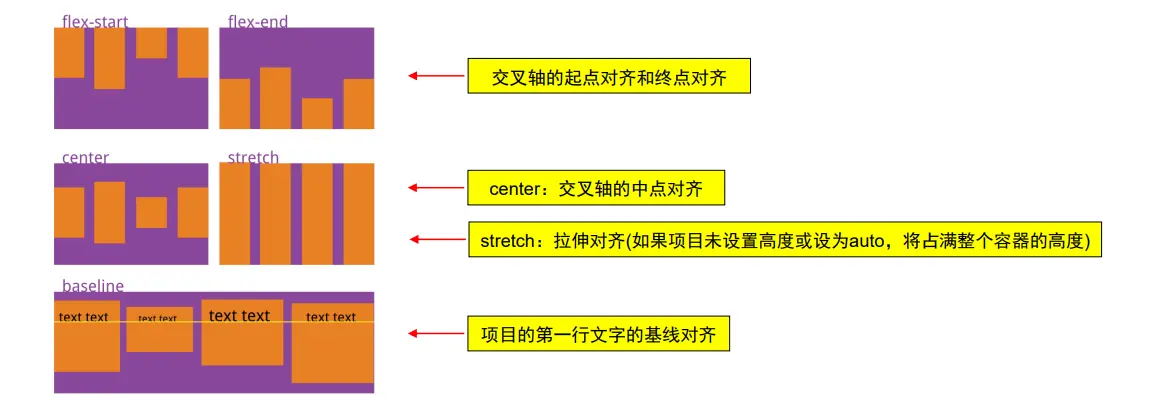 flex-start
flex-end
交叉轴的起点对齐和终点对齐
center
stretch
center：交叉轴的中点对齐
stretch：拉伸对齐(如果项目未设置高度或设为auto，将占满整个容器的高度)
baseline
text text
text text
text text
text text
项目的第一行文字的基线对齐